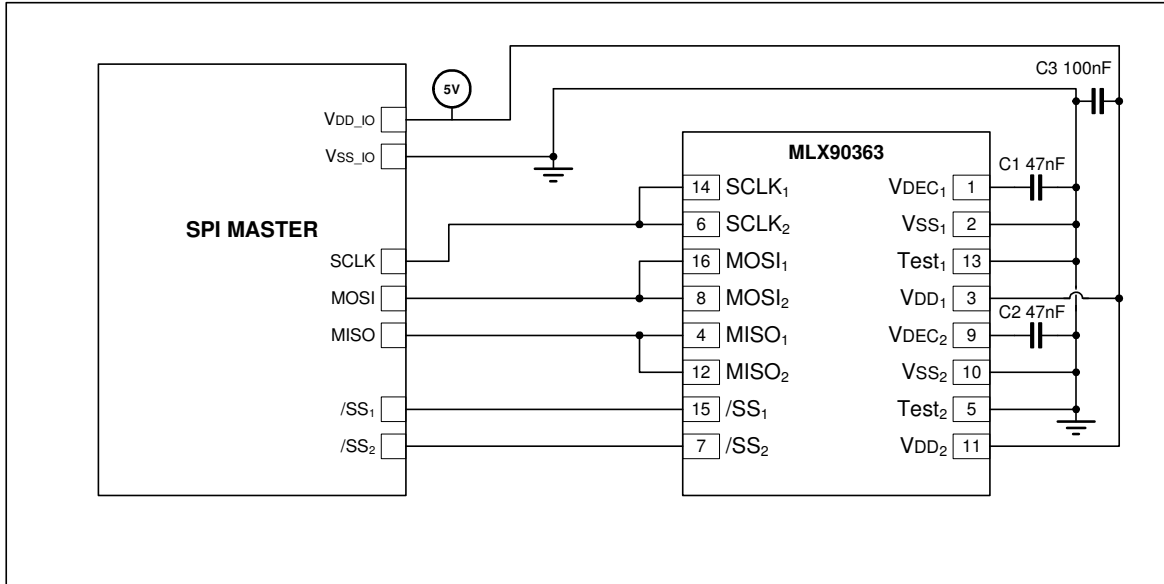 C3 100nF
5V
VDD_IO
VSS_IO
MLX90363
C1 47nF
14 SCLK₁ VDEC₁ 1
6 SCLK₂ VSS₁ 2
SPI MASTER
SCLK 16 MOSI₁ Test₁ 13
MOSI 8 MOSI₂ VDD₁ 3
C2 47nF
MISO 4 MISO₁ VDEC₂ 9
12 MISO₂ VSS₂ 10
/SS₁ 15 /SS₁ Test₂ 5
/SS₂ 7 /SS₂ VDD₂ 11